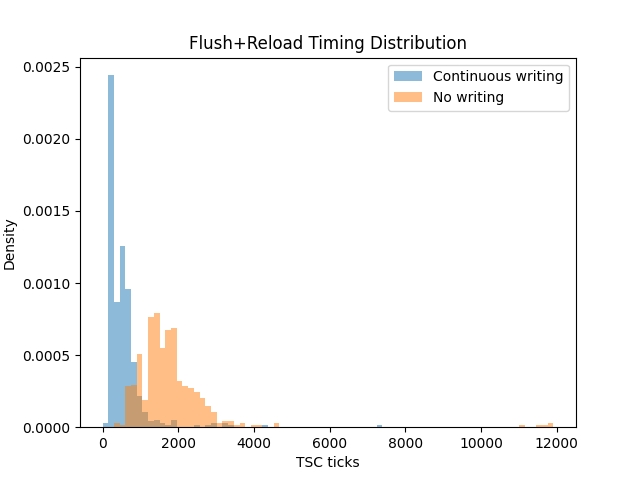 Flush+Reload Timing Distribution
Continuous writing
No writing
Density
0.0025
0.0020
0.0015
0.0010
0.0005
0.0000
0 2000 4000 6000 8000 10000 12000
TSC ticks